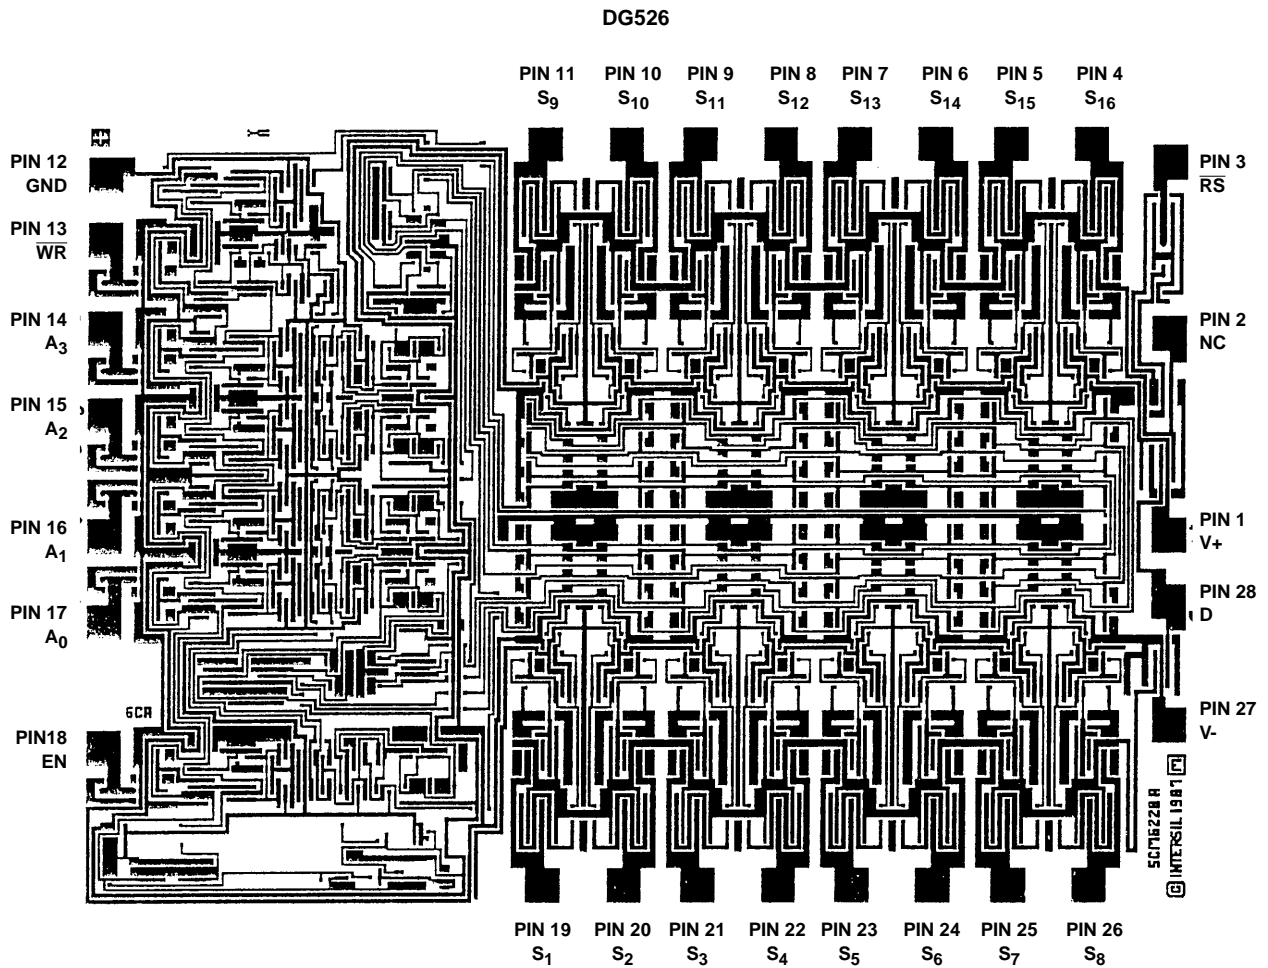 DG526
PIN 11 PIN 10 PIN 9 PIN 8 PIN 7 PIN 6 PIN 5 PIN 4
S9 S10 S11 S12 S13 S14 S15 S16
PIN 12
GND
PIN 13
WR
PIN 14
A3
PIN 15
A2
PIN 16
A1
PIN 17
A0
PIN18
EN
6CA
PIN 3
RS
PIN 2
NC
PIN 1
V+
PIN 28
D
PIN 27
V-
© INTERSIL 1987 M
PIN 19 PIN 20 PIN 21 PIN 22 PIN 23 PIN 24 PIN 25 PIN 26
S1 S2 S3 S4 S5 S6 S7 S8